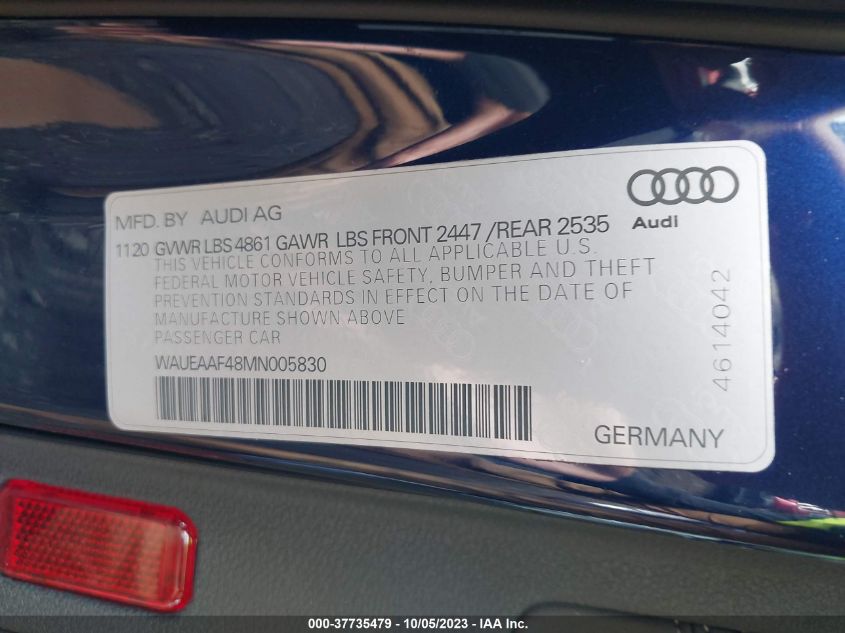 MFD. BY AUDI AG
Audi
1120 GVWR LBS 4861 GAWR LBS FRONT 2447 /REAR 2535
THIS VEHICLE CONFORMS TO ALL APPLICABLE U.S.
FEDERAL MOTOR VEHICLE SAFETY, BUMPER AND THEFT
PREVENTION STANDARDS IN EFFECT ON THE DATE OF
MANUFACTURE SHOWN ABOVE
PASSENGER CAR
WAUEAAF48MN005830
4614042
GERMANY
000-37735479 - 10/05/2023 - IAA Inc.